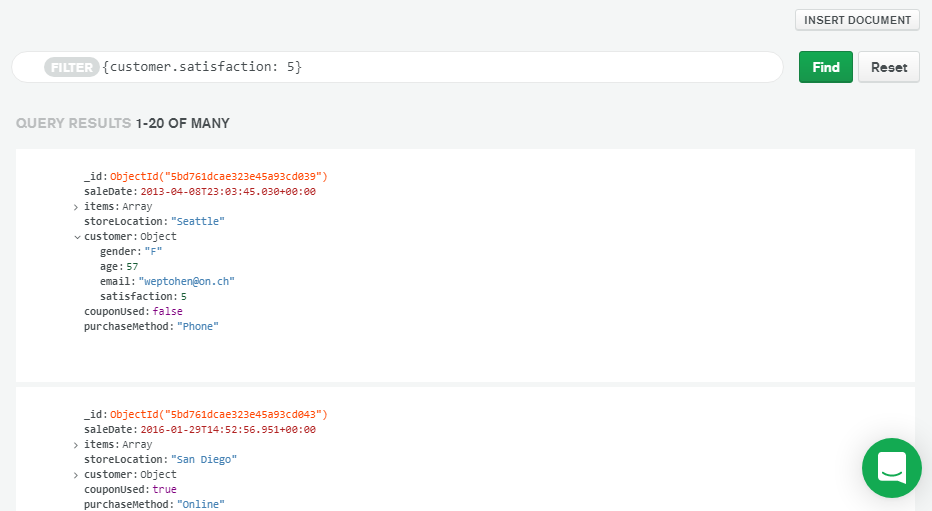 INSERT DOCUMENT
FILTER {customer.satisfaction: 5} Find Reset
QUERY RESULTS 1-20 OF MANY
_id: ObjectId("5bd761dcae323e45a93cd039")
saleDate: 2013-04-08T23:03:45.030+00:00
items: Array
storeLocation: "Seattle"
customer: Object
gender: "F"
age: 57
email: "weptohen@on.ch"
satisfaction: 5
couponUsed: false
purchaseMethod: "Phone"
_id: ObjectId("5bd761dcae323e45a93cd043")
saleDate: 2016-01-29T14:52:56.951+00:00
items: Array
storeLocation: "San Diego"
customer: Object
couponUsed: true
purchaseMethod: "Online"